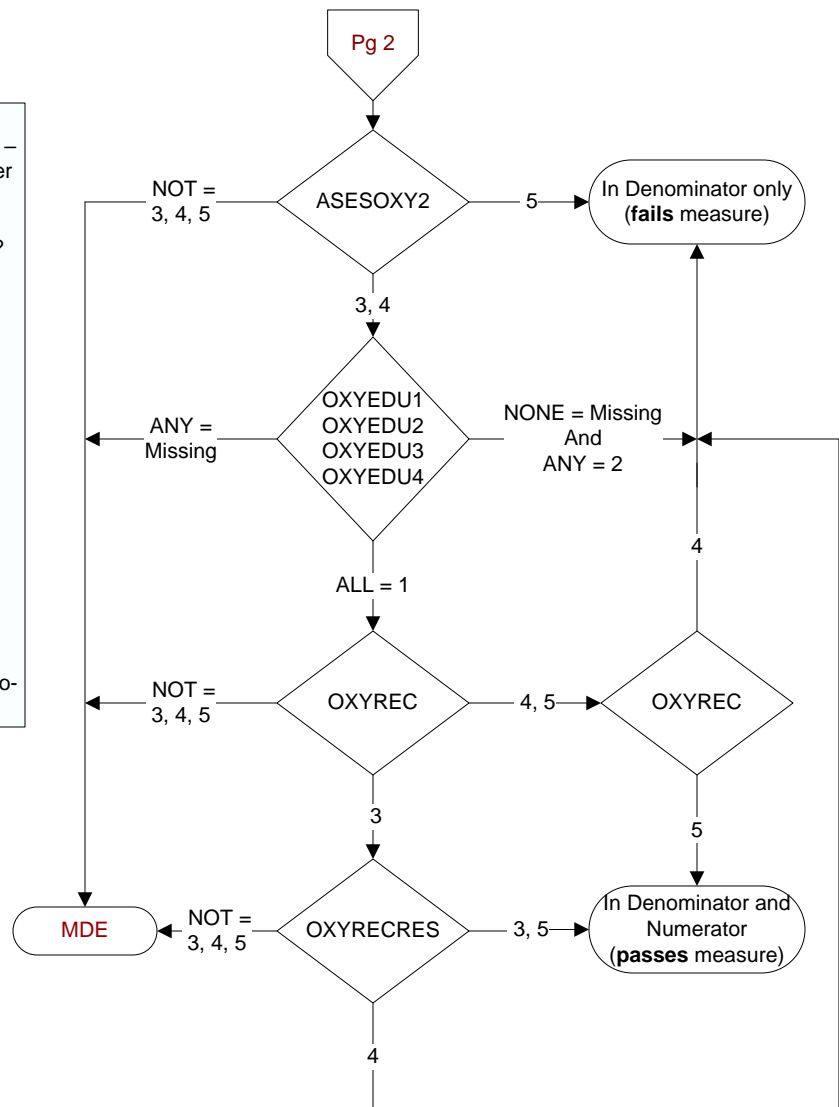 Pg 2
–
er
?
o-
NOT =
3, 4, 5
ASESOXY2
5
In Denominator only
(fails measure)
3, 4
ANY =
Missing
OXYEDU1
OXYEDU2
OXYEDU3
OXYEDU4
NONE = Missing
And
ANY = 2
4
ALL = 1
NOT =
3, 4, 5
OXYREC
4, 5
OXYREC
3
5
MDE
NOT =
3, 4, 5
OXYRECRES
3, 5
In Denominator and
Numerator
(passes measure)
4